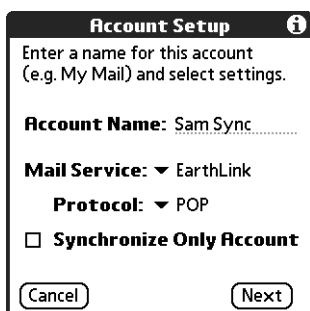 Account Setup i
Enter a name for this account
(e.g. My Mail) and select settings.
Account Name: Sam Sync
Mail Service: EarthLink
Protocol: POP
Synchronize Only Account
Cancel Next